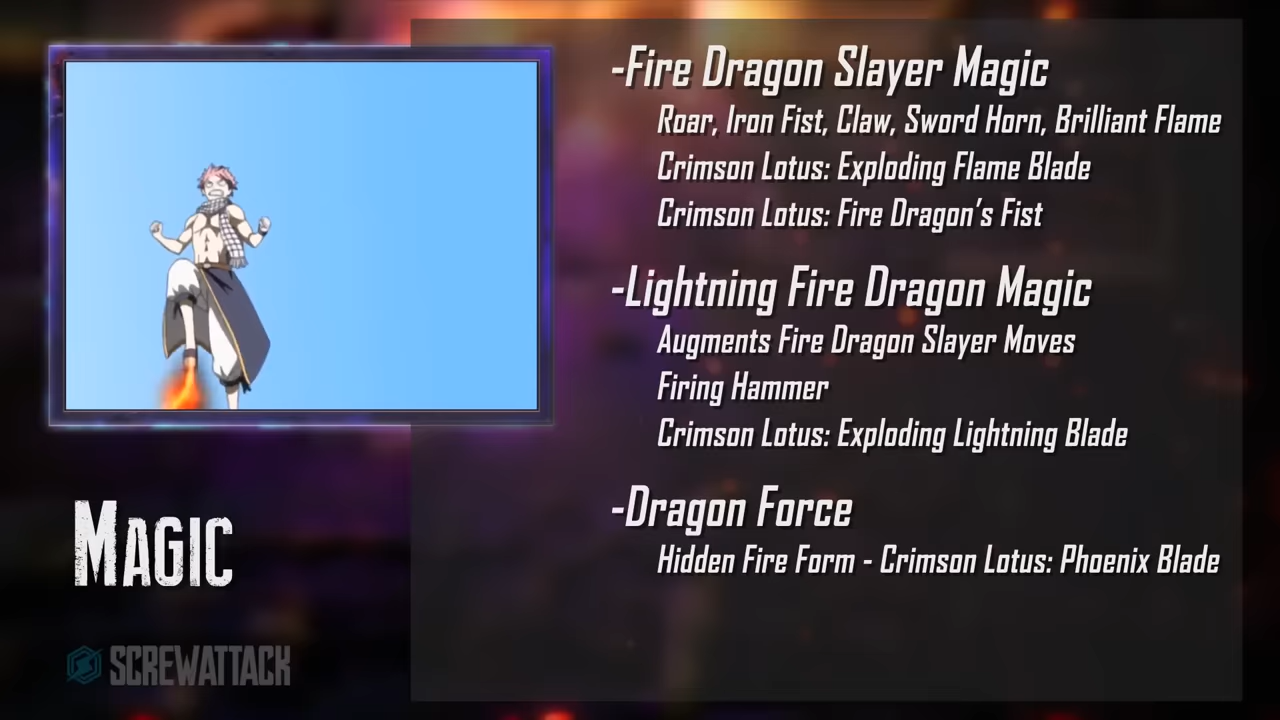 -Fire Dragon Slayer Magic
Roar, Iron Fist, Claw, Sword Horn, Brilliant Flame
Crimson Lotus: Exploding Flame Blade
Crimson Lotus: Fire Dragon's Fist
-Lightning Fire Dragon Magic
Augments Fire Dragon Slayer Moves
Firing Hammer
Crimson Lotus: Exploding Lightning Blade
-Dragon Force
Hidden Fire Form - Crimson Lotus: Phoenix Blade
Magic
SCREWATTACK